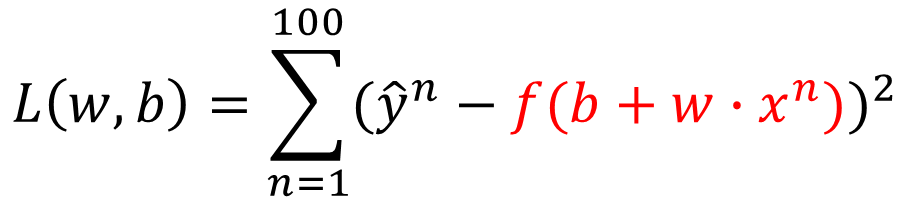 L(w, b) = ∑_{n=1}^{100} (ŷⁿ − f(b + w ⋅ xⁿ))²